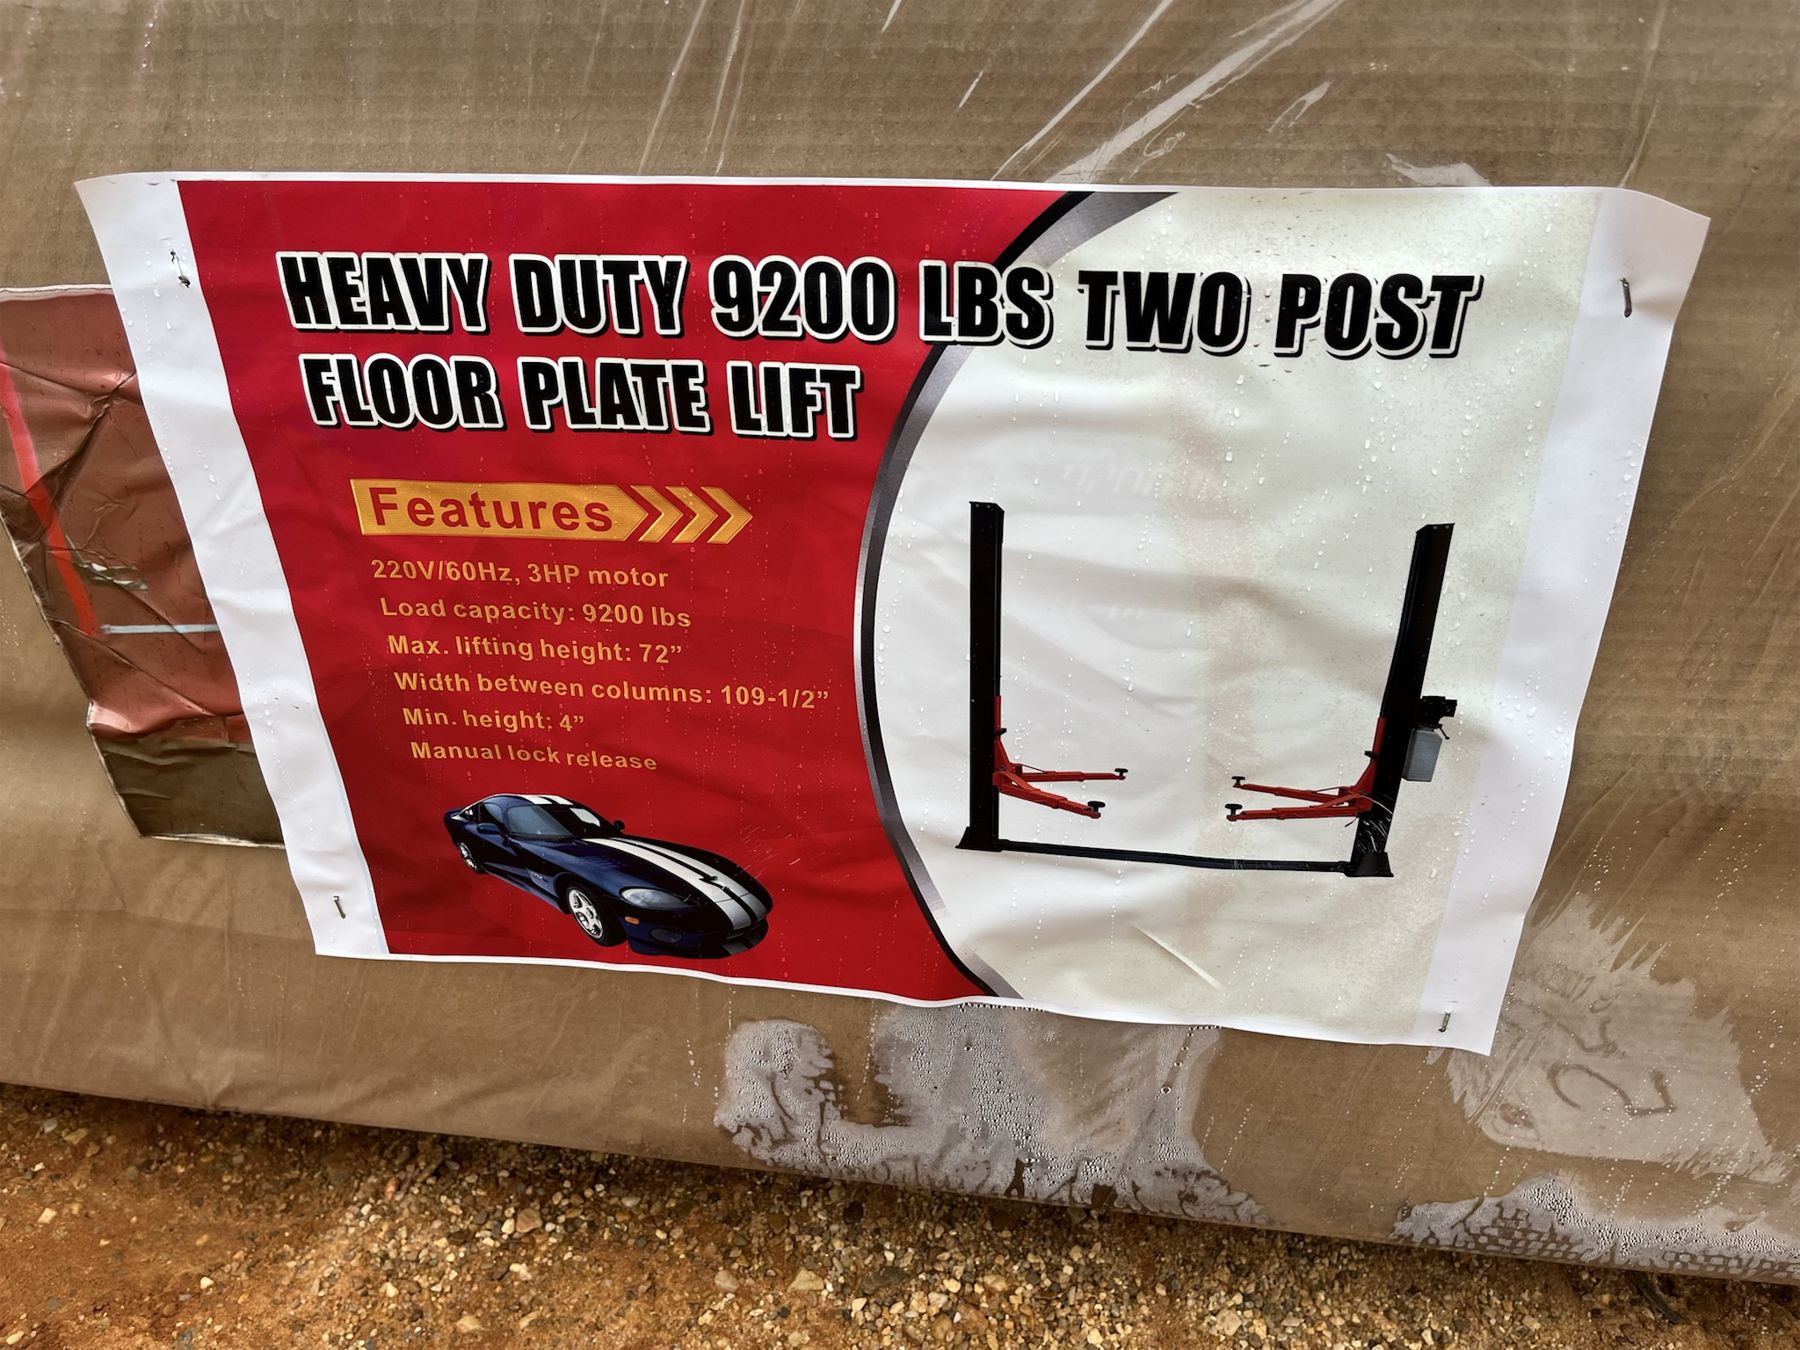 HEAVY DUTY 9200 LBS TWO POST
FLOOR PLATE LIFT
Features
220V/60Hz, 3HP motor
Load capacity: 9200 lbs
Max. lifting height: 72”
Width between columns: 109-1/2”
Min. height: 4”
Manual lock release